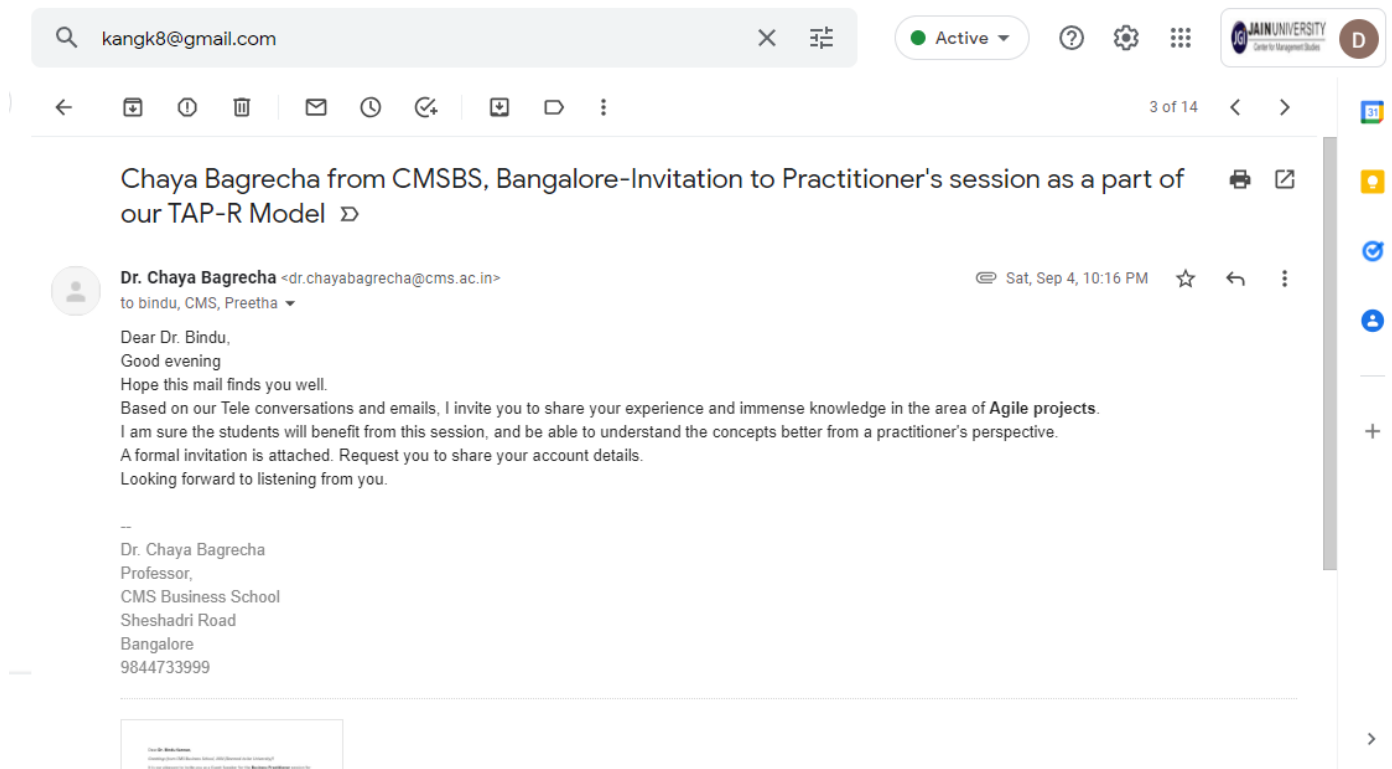 kangk8@gmail.com
Active
JGI JAIN UNIVERSITY
Center for Management Studies
D
3 of 14
31
Chaya Bagrecha from CMSBS, Bangalore-Invitation to Practitioner's session as a part of
our TAP-R Model
Dr. Chaya Bagrecha <dr.chayabagrecha@cms.ac.in>
Sat, Sep 4, 10:16 PM
to bindu, CMS, Preetha
Dear Dr. Bindu,
Good evening
Hope this mail finds you well.
Based on our Tele conversations and emails, I invite you to share your experience and immense knowledge in the area of Agile projects.
I am sure the students will benefit from this session, and be able to understand the concepts better from a practitioner's perspective.
A formal invitation is attached. Request you to share your account details.
Looking forward to listening from you.
--
Dr. Chaya Bagrecha
Professor,
CMS Business School
Sheshadri Road
Bangalore
9844733999